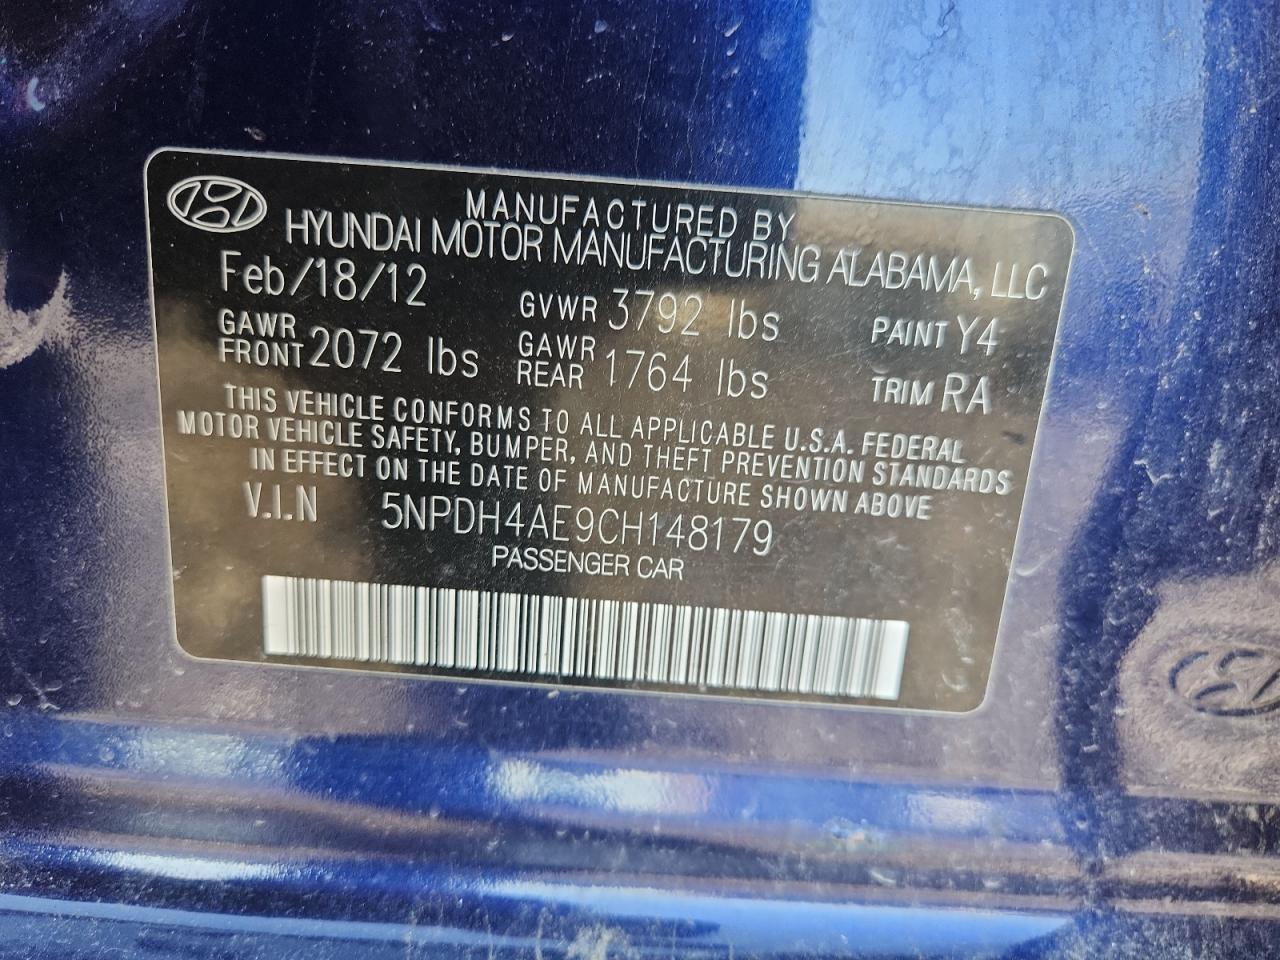 MANUFACTURED BY
HYUNDAI MOTOR MANUFACTURING ALABAMA, LLC
Feb/18/12 GVWR 3792 lbs PAINT Y4
GAWR FRONT 2072 lbs GAWR REAR 1764 lbs TRIM RA
THIS VEHICLE CONFORMS TO ALL APPLICABLE U.S.A. FEDERAL
MOTOR VEHICLE SAFETY, BUMPER, AND THEFT PREVENTION STANDARDS
IN EFFECT ON THE DATE OF MANUFACTURE SHOWN ABOVE
V.I.N 5NPDH4AE9CH148179
PASSENGER CAR